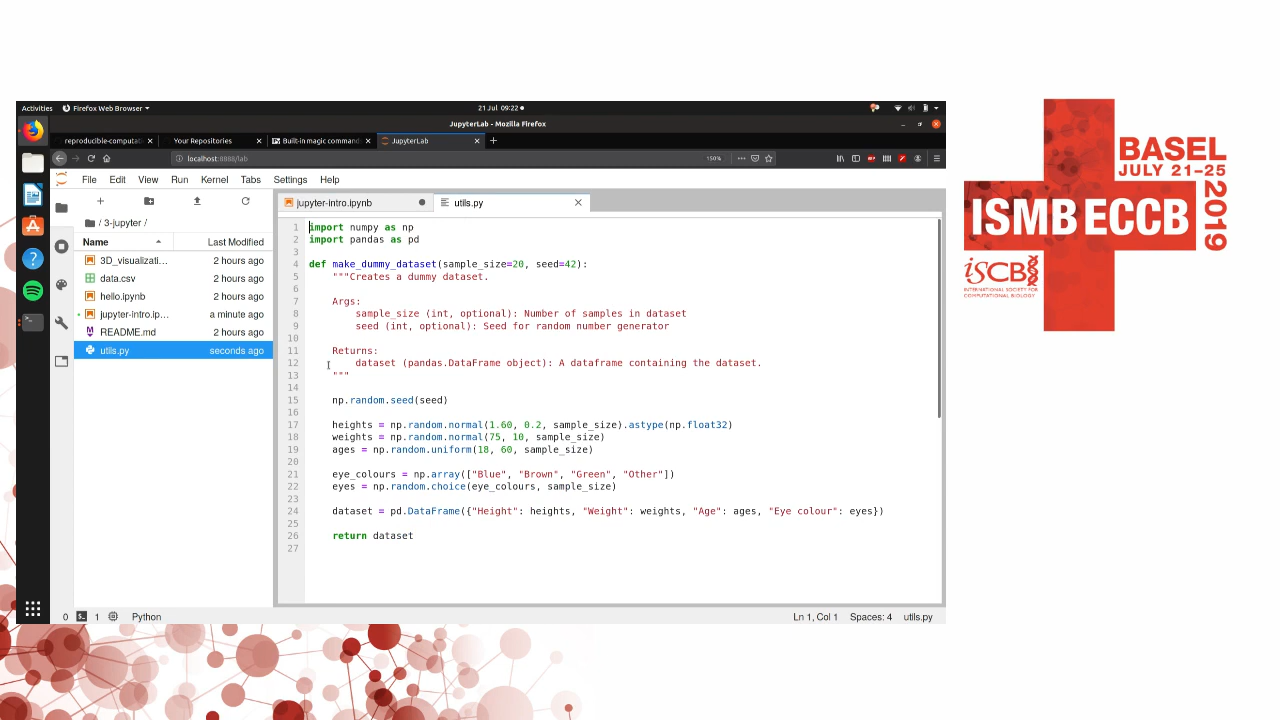 Activities
Firefox Web Browser
21 Jul 09:22
JupyterLab - Mozilla Firefox
reproducible-computat
Your Repositories
Built-in magic comman
JupyterLab
localhost:8888/lab
150%
File Edit View Run Kernel Tabs Settings Help
jupyter-intro.ipynb
utils.py
/ 3-jupyter /
Name Last Modified
3D_visualizati... 2 hours ago
data.csv 2 hours ago
hello.ipynb 2 hours ago
jupyter-intro.ip... a minute ago
README.md 2 hours ago
utils.py seconds ago
1 import numpy as np
2 import pandas as pd
3
4 def make_dummy_dataset(sample_size=20, seed=42):
5 """Creates a dummy dataset.
6
7 Args:
8 sample_size (int, optional): Number of samples in dataset
9 seed (int, optional): Seed for random number generator
10
11 Returns:
12 dataset (pandas.DataFrame object): A dataframe containing the dataset.
13 """
14
15 np.random.seed(seed)
16
17 heights = np.random.normal(1.60, 0.2, sample_size).astype(np.float32)
18 weights = np.random.normal(75, 10, sample_size)
19 ages = np.random.uniform(18, 60, sample_size)
20
21 eye_colours = np.array(["Blue", "Brown", "Green", "Other"])
22 eyes = np.random.choice(eye_colours, sample_size)
23
24 dataset = pd.DataFrame({"Height": heights, "Weight": weights, "Age": ages, "Eye colour": eyes})
25
26 return dataset
27
0 1 Python
Ln 1, Col 1 Spaces: 4 utils.py
BASEL
JULY 21–25
2019
ISMB ECCB
iSCB
INTERNATIONAL SOCIETY FOR
COMPUTATIONAL BIOLOGY